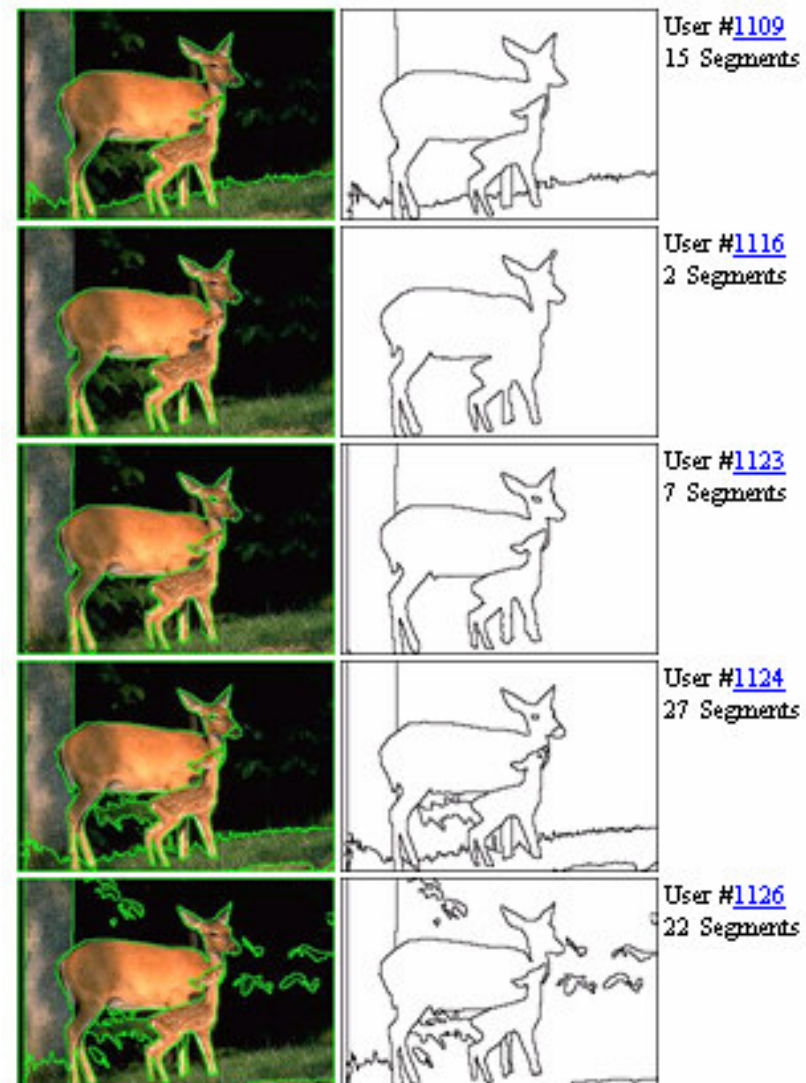 User #1109
15 Segments
User #1116
2 Segments
User #1123
7 Segments
User #1124
27 Segments
User #1126
22 Segments